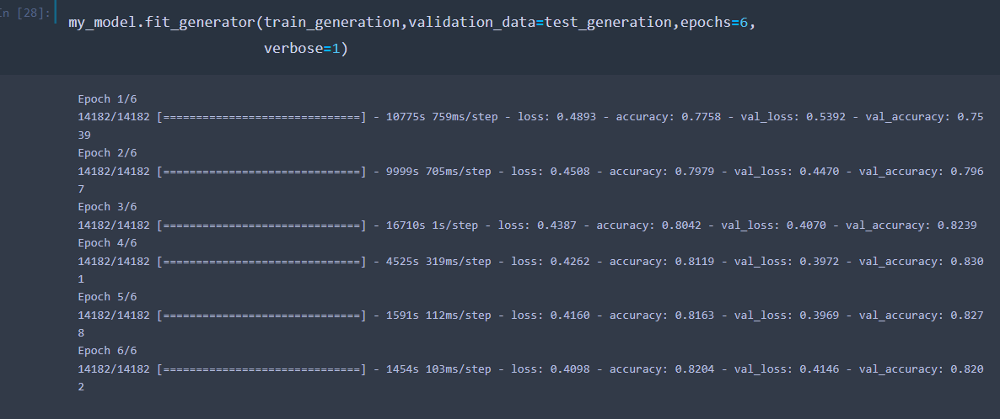 In [28]:
my_model.fit_generator(train_generation,validation_data=test_generation,epochs=6,
verbose=1)
Epoch 1/6
14182/14182 [==============================] - 10775s 759ms/step - loss: 0.4893 - accuracy: 0.7758 - val_loss: 0.5392 - val_accuracy: 0.75
39
Epoch 2/6
14182/14182 [==============================] - 9999s 705ms/step - loss: 0.4508 - accuracy: 0.7979 - val_loss: 0.4470 - val_accuracy: 0.796
7
Epoch 3/6
14182/14182 [==============================] - 16710s 1s/step - loss: 0.4387 - accuracy: 0.8042 - val_loss: 0.4070 - val_accuracy: 0.8239
Epoch 4/6
14182/14182 [==============================] - 4525s 319ms/step - loss: 0.4262 - accuracy: 0.8119 - val_loss: 0.3972 - val_accuracy: 0.830
1
Epoch 5/6
14182/14182 [==============================] - 1591s 112ms/step - loss: 0.4160 - accuracy: 0.8163 - val_loss: 0.3969 - val_accuracy: 0.827
8
Epoch 6/6
14182/14182 [==============================] - 1454s 103ms/step - loss: 0.4098 - accuracy: 0.8204 - val_loss: 0.4146 - val_accuracy: 0.820
2